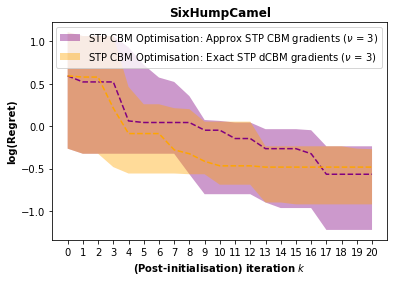 SixHumpCamel
STP CBM Optimisation: Approx STP CBM gradients (ν = 3)
STP CBM Optimisation: Exact STP dCBM gradients (ν = 3)
log(Regret)
1.0
0.5
0.0
−0.5
−1.0
0 1 2 3 4 5 6 7 8 9 10 11 12 13 14 15 16 17 18 19 20
(Post-initialisation) iteration k